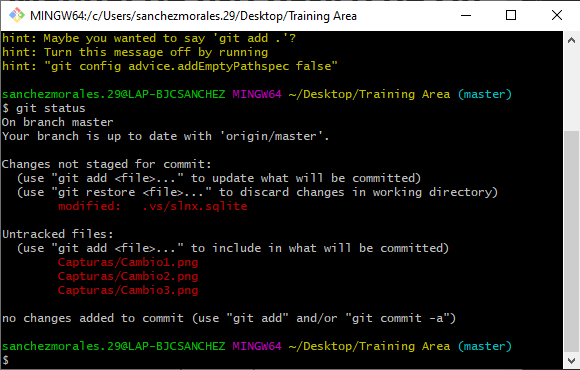 MINGW64:/c/Users/sanchezmorales.29/Desktop/Training Area
hint: Maybe you wanted to say 'git add .'?
hint: Turn this message off by running
hint: "git config advice.addEmptyPathspec false"
sanchezmorales.29@LAP-BJCSANCHEZ MINGW64 ~/Desktop/Training Area (master)
$ git status
On branch master
Your branch is up to date with 'origin/master'.
Changes not staged for commit:
(use "git add <file>..." to update what will be committed)
(use "git restore <file>..." to discard changes in working directory)
modified: .vs/slnx.sqlite
Untracked files:
(use "git add <file>..." to include in what will be committed)
Capturas/Cambio1.png
Capturas/Cambio2.png
Capturas/Cambio3.png
no changes added to commit (use "git add" and/or "git commit -a")
sanchezmorales.29@LAP-BJCSANCHEZ MINGW64 ~/Desktop/Training Area (master)
$